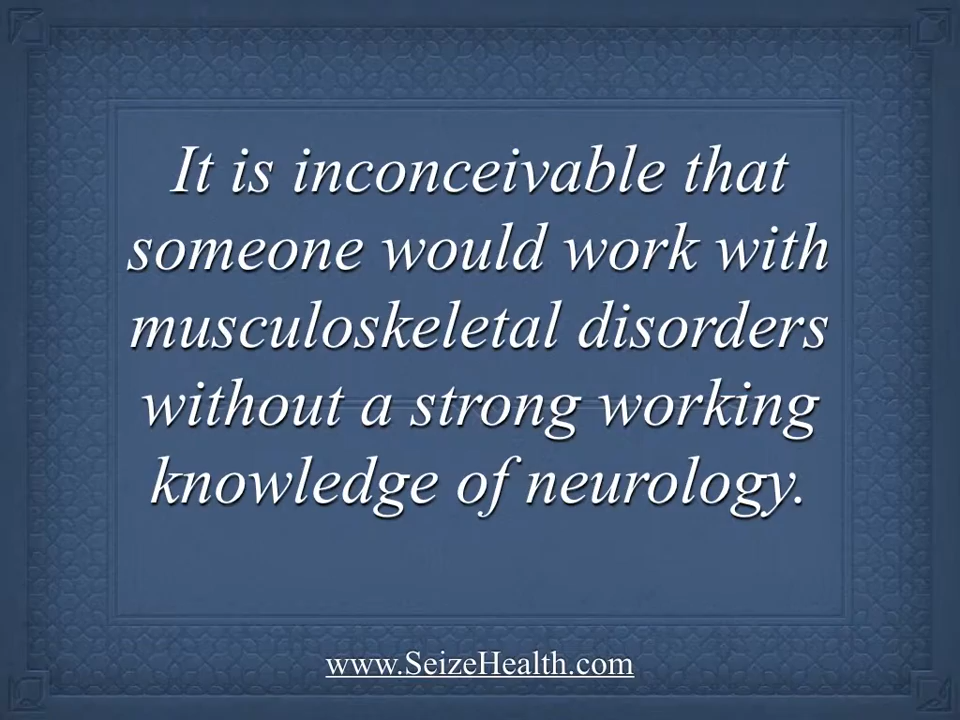 It is inconceivable that
someone would work with
musculoskeletal disorders
without a strong working
knowledge of neurology.
www.SeizeHealth.com